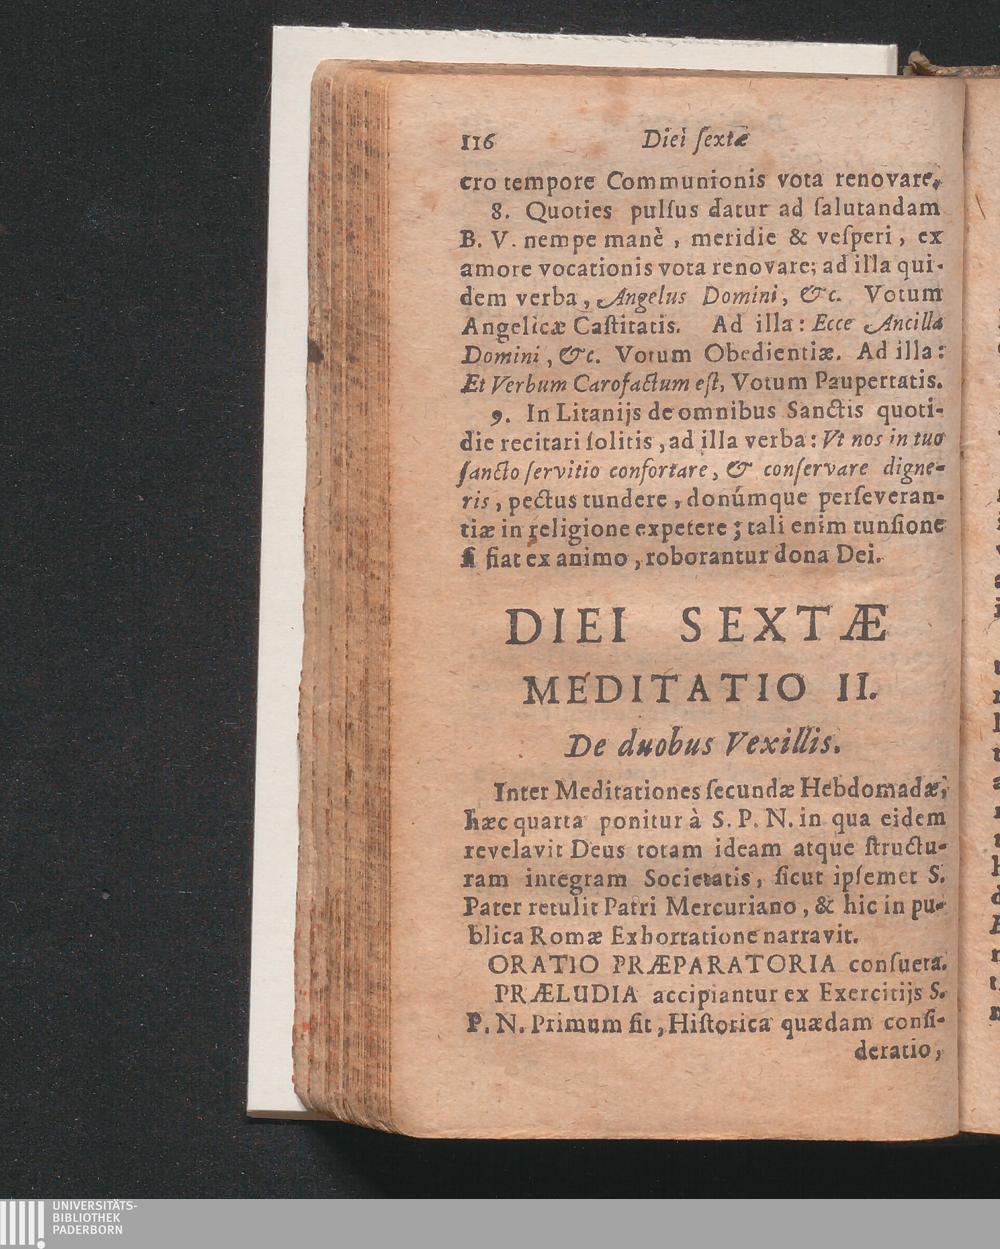 116 Diei ſextæ
cro tempore Communionis vota renovare.
8. Quoties pulſus datur ad ſalutandam
B. V. nempe manè, meridie & veſperi, ex
amore vocationis vota renovare; ad illa qui-
dem verba, Angelus Domini, &c. Votum
Angelicæ Caſtitatis. Ad illa: Ecce Ancilla
Domini, &c. Votum Obedientiæ. Ad illa:
Et Verbum Caro factum eſt, Votum Paupertatis.
9. In Litanijs de omnibus Sanctis quoti-
die recitari ſolitis, ad illa verba: Vt nos in tuo
ſancto ſervitio confortare, & conſervare digne-
ris, pectus tundere, donúmque perſeveran-
tiæ in religione expetere; tali enim tunſione
ſi fiat ex animo, roborantur dona Dei.
DIEI SEXTÆ
MEDITATIO II.
De duobus Vexillis.
Inter Meditationes ſecundæ Hebdomadæ,
hæc quarta ponitur à S. P. N. in qua eidem
revelavit Deus totam ideam atque ſtructu-
ram integram Societatis, ſicut ipſemet S.
Pater retulit Patri Mercuriano, & hic in pu-
blica Romæ Exhortatione narravit.
ORATIO PRÆPARATORIA conſueta.
PRÆLUDIA accipiantur ex Exercitijs S.
P. N. Primum ſit, Hiſtorica quædam conſi-
deratio,
UNIVERSITÄTS-
BIBLIOTHEK
PADERBORN